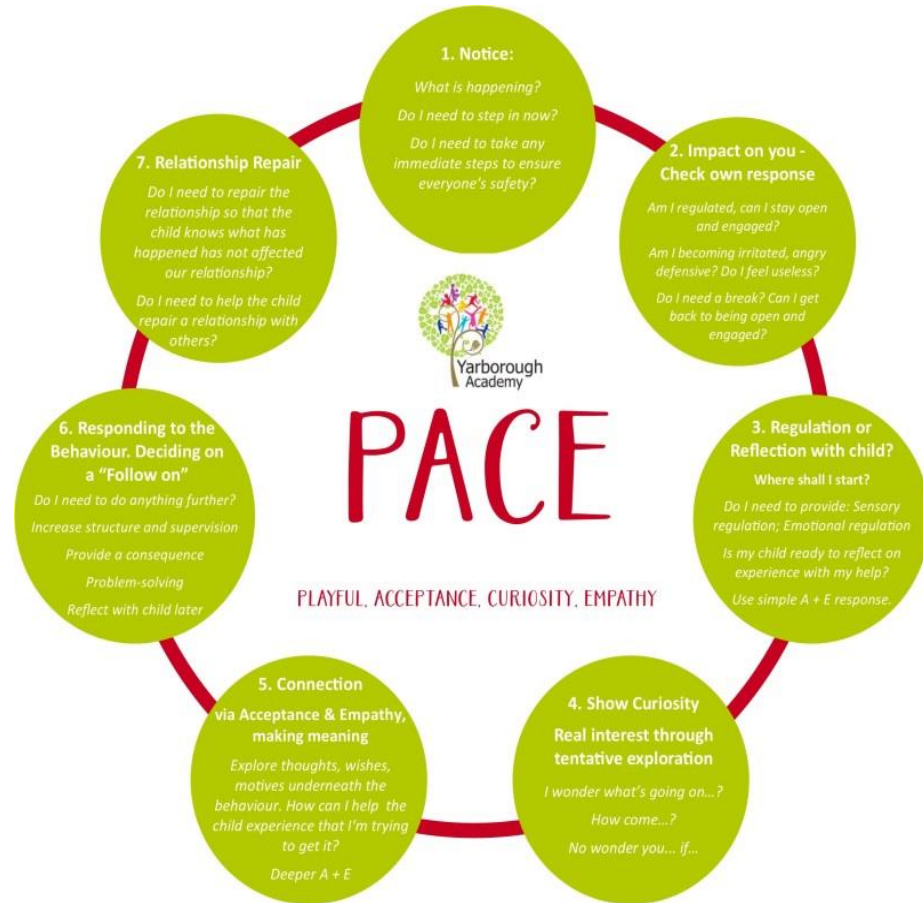 1. Notice:
What is happening?
Do I need to step in now?
Do I need to take any
immediate steps to ensure
everyone's safety?
2. Impact on you -
Check own response
Am I regulated, can I stay open
and engaged?
Am I becoming irritated, angry
defensive? Do I feel useless?
Do I need a break? Can I get
back to being open and
engaged?
3. Regulation or
Reflection with child?
Where shall I start?
Do I need to provide: Sensory
regulation; Emotional regulation
Is my child ready to reflect on
experience with my help?
Use simple A + E response.
4. Show Curiosity
Real interest through
tentative exploration
I wonder what's going on...?
How come...?
No wonder you... if...
5. Connection
via Acceptance & Empathy,
making meaning
Explore thoughts, wishes,
motives underneath the
behaviour. How can I help the
child experience that I'm trying
to get it?
Deeper A + E
6. Responding to the
Behaviour. Deciding on
a "Follow on"
Do I need to do anything further?
Increase structure and supervision
Provide a consequence
Problem-solving
Reflect with child later
7. Relationship Repair
Do I need to repair the
relationship so that the
child knows what has
happened has not affected
our relationship?
Do I need to help the child
repair a relationship with
others?
Yarborough
Academy
PACE
PLAYFUL, ACCEPTANCE, CURIOSITY, EMPATHY